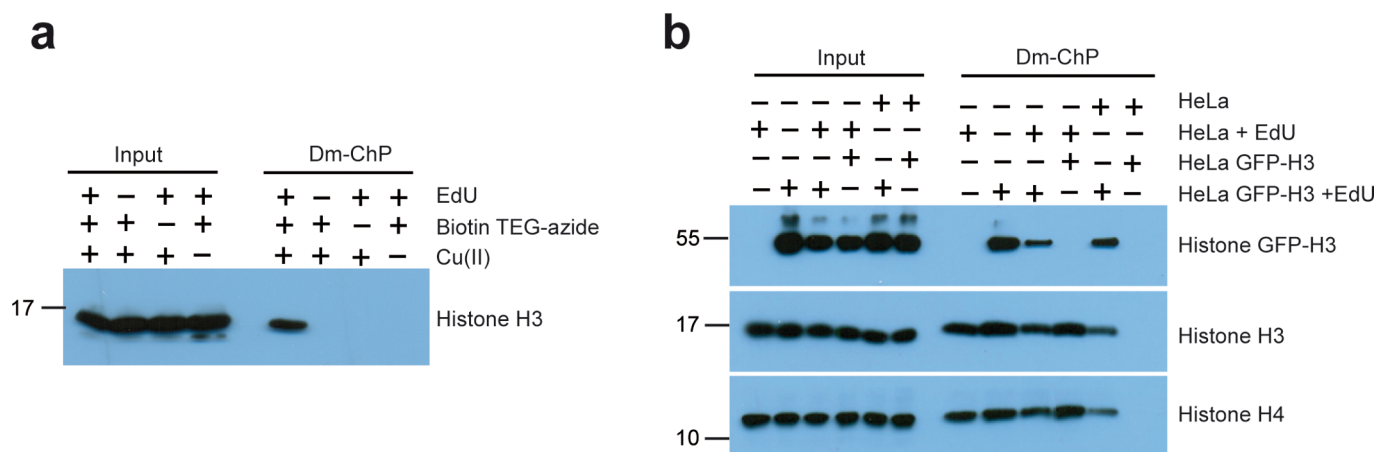 a
Input Dm-ChP
+ − + + + − + + EdU
+ + − + + + − + Biotin TEG-azide
+ + + − + + + − Cu(II)
17 Histone H3
b
Input Dm-ChP
− − − − + + − − − − + + HeLa
+ − + + − − + − + + − − HeLa + EdU
− − − + − + − − − + − + HeLa GFP-H3
− + + − + − − + + − + − HeLa GFP-H3 +EdU
55 Histone GFP-H3
17 Histone H3
Histone H4
10